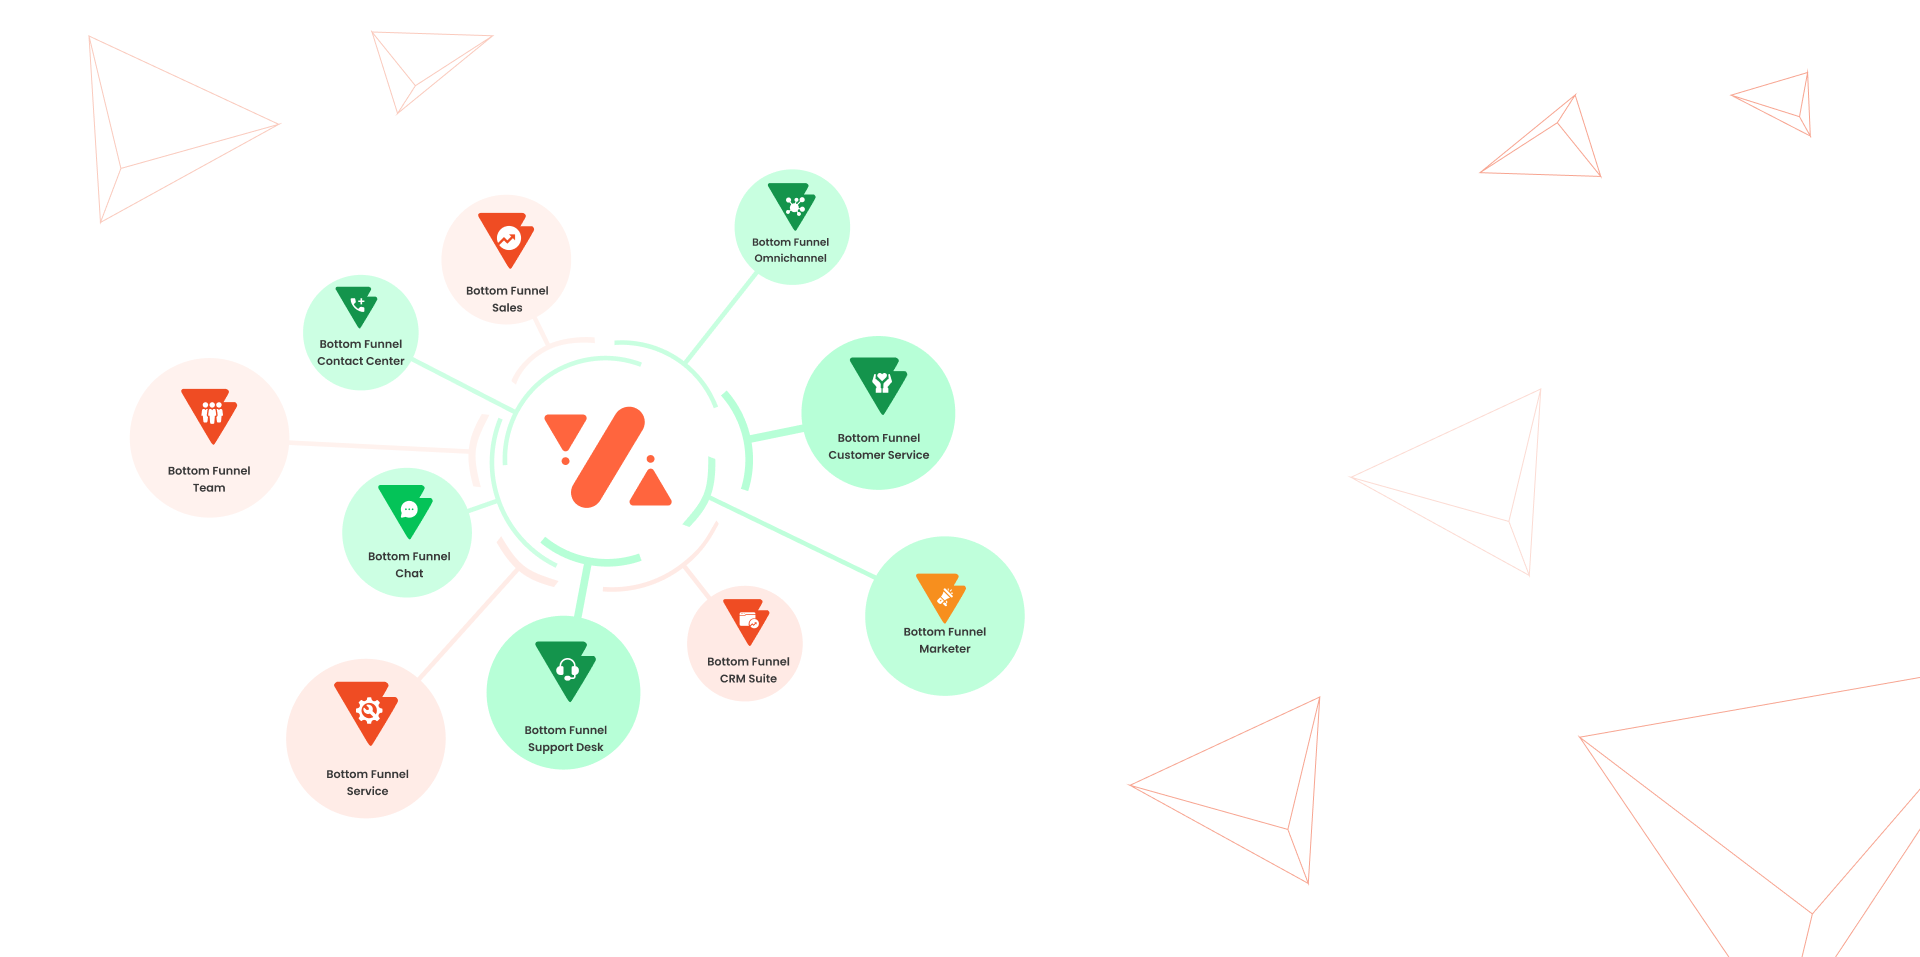 Bottom Funnel
Omnichannel
Bottom Funnel
Sales
Bottom Funnel
Contact Center
Bottom Funnel
Customer Service
Bottom Funnel
Team
Bottom Funnel
Chat
Bottom Funnel
Marketer
Bottom Funnel
CRM Suite
Bottom Funnel
Support Desk
Bottom Funnel
Service